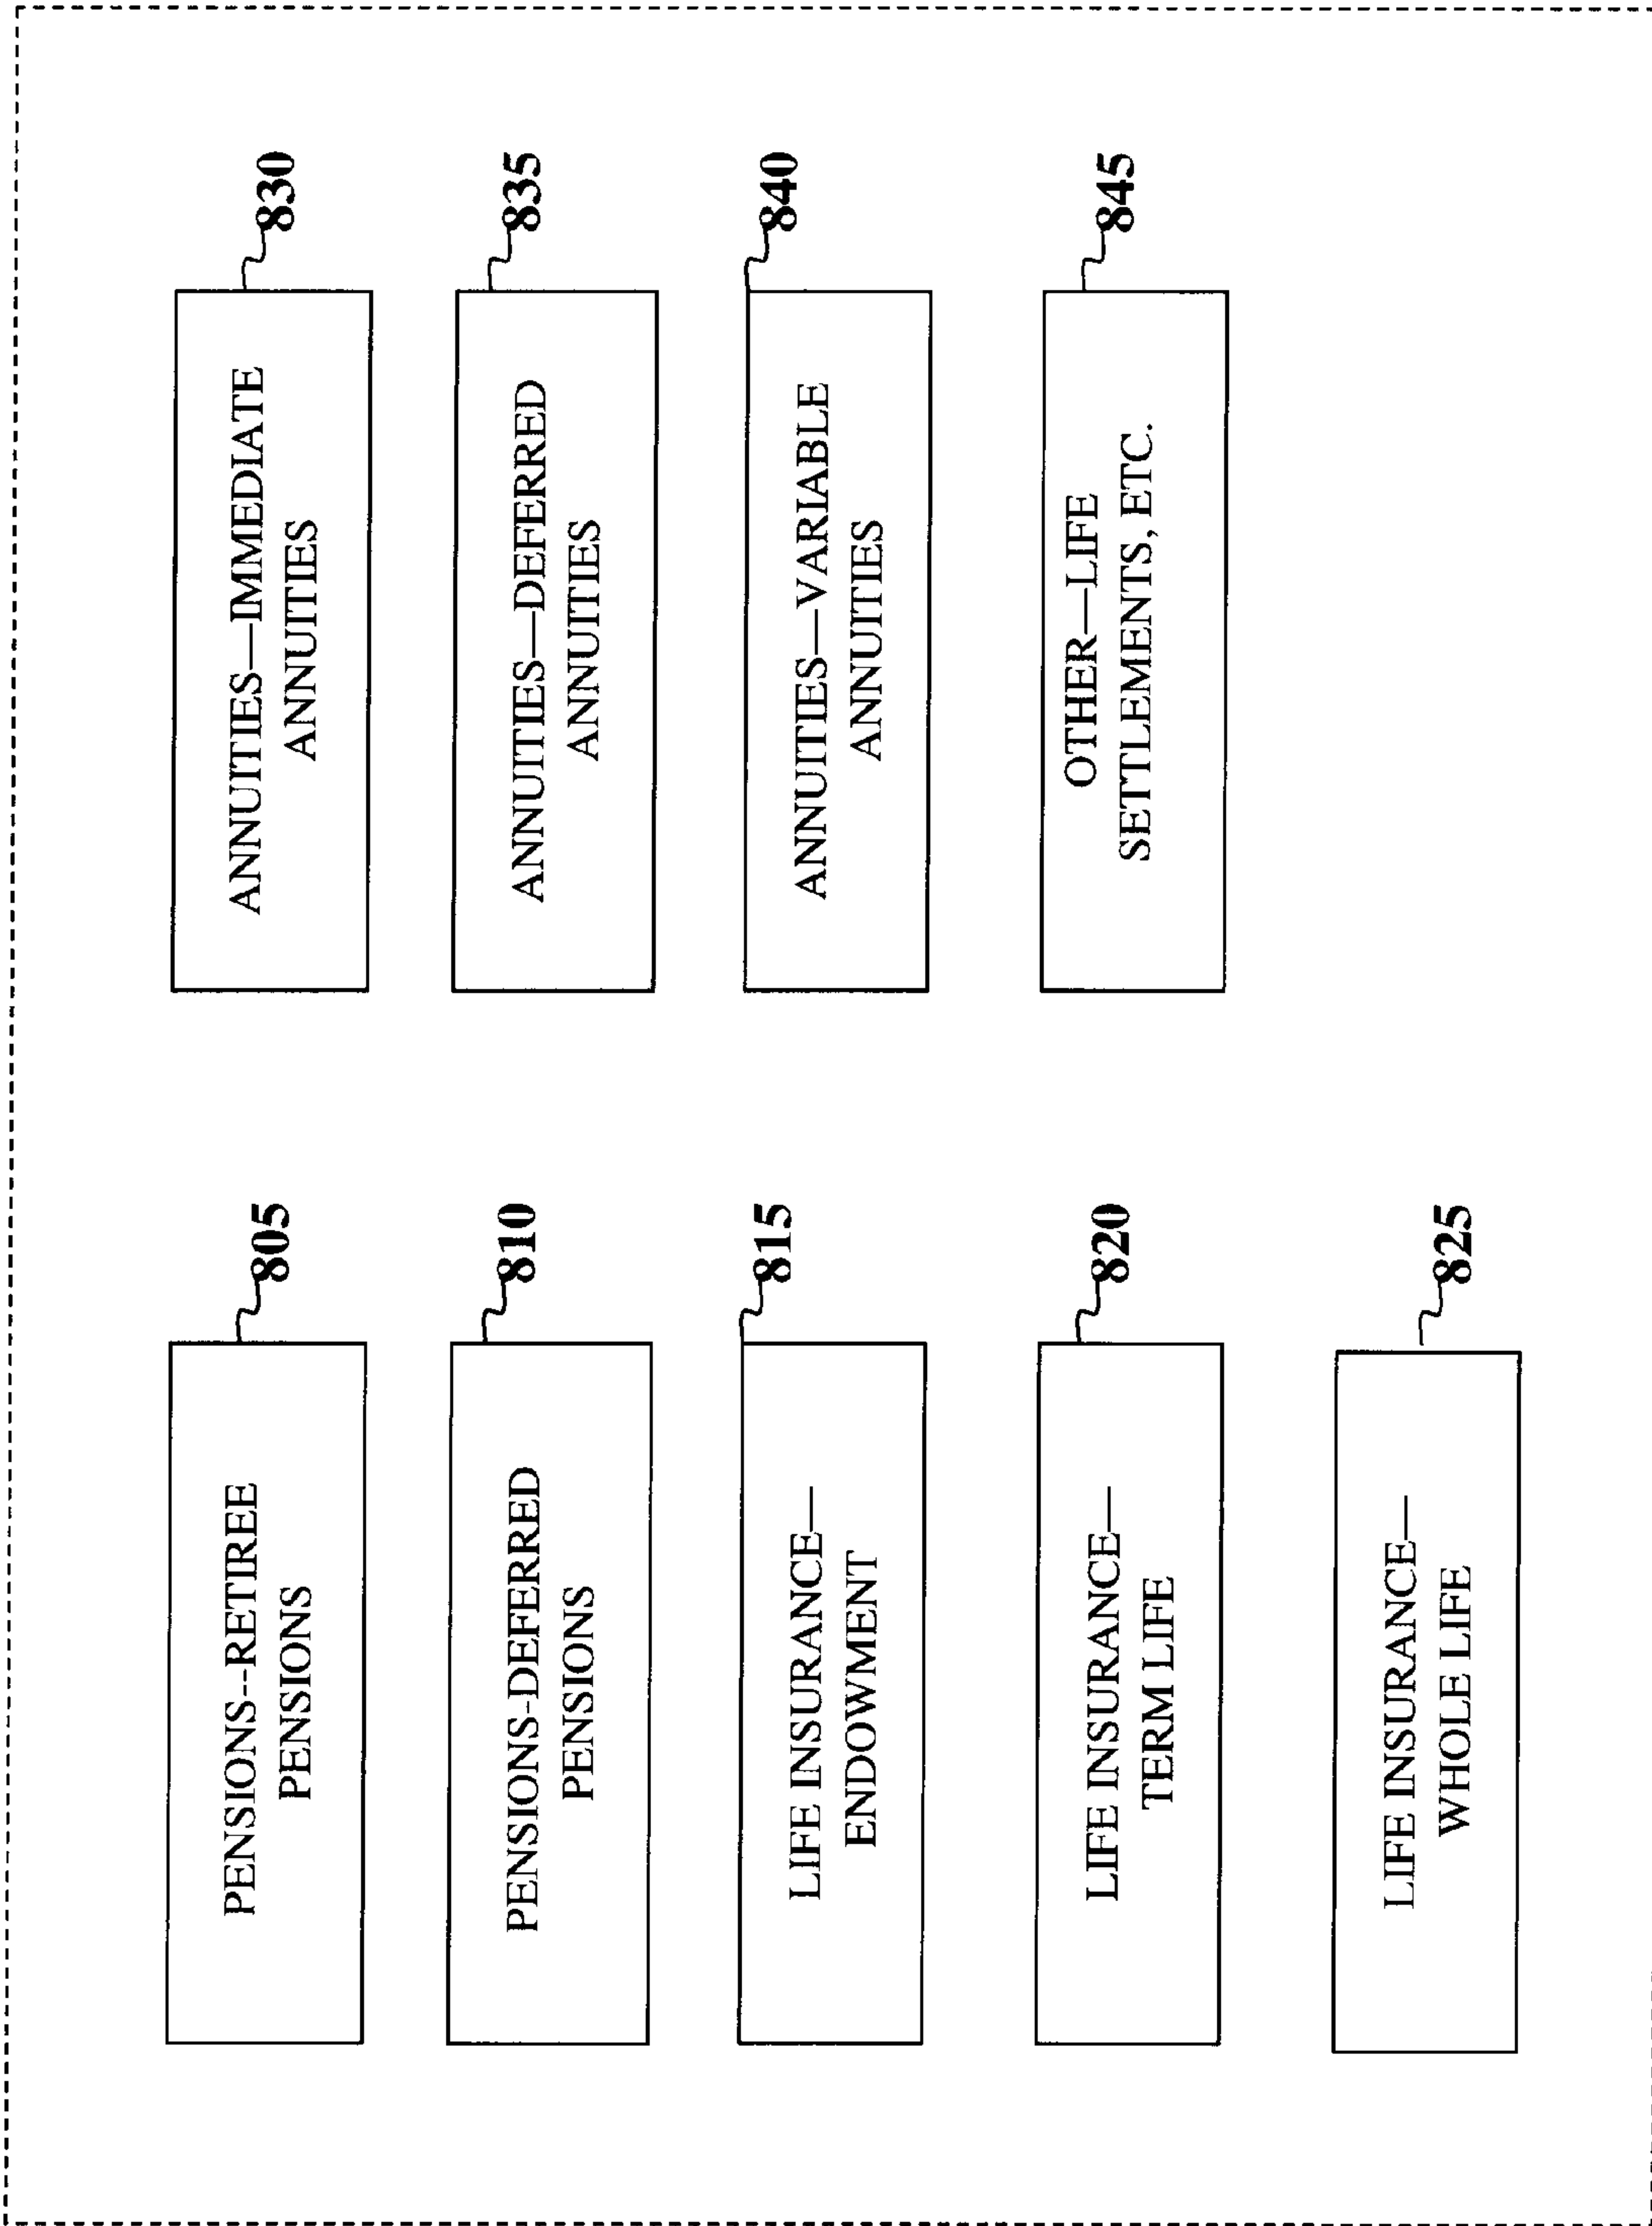 PENSIONS--RETIREE
PENSIONS
805
PENSIONS-DEFERRED
PENSIONS
810
LIFE INSURANCE—
ENDOWMENT
815
LIFE INSURANCE—
TERM LIFE
820
LIFE INSURANCE—
WHOLE LIFE
825
ANNUITIES—IMMEDIATE
ANNUITIES
830
ANNUITIES—DEFERRED
ANNUITIES
835
ANNUITIES—VARIABLE
ANNUITIES
840
OTHER—LIFE
SETTLEMENTS, ETC.
845